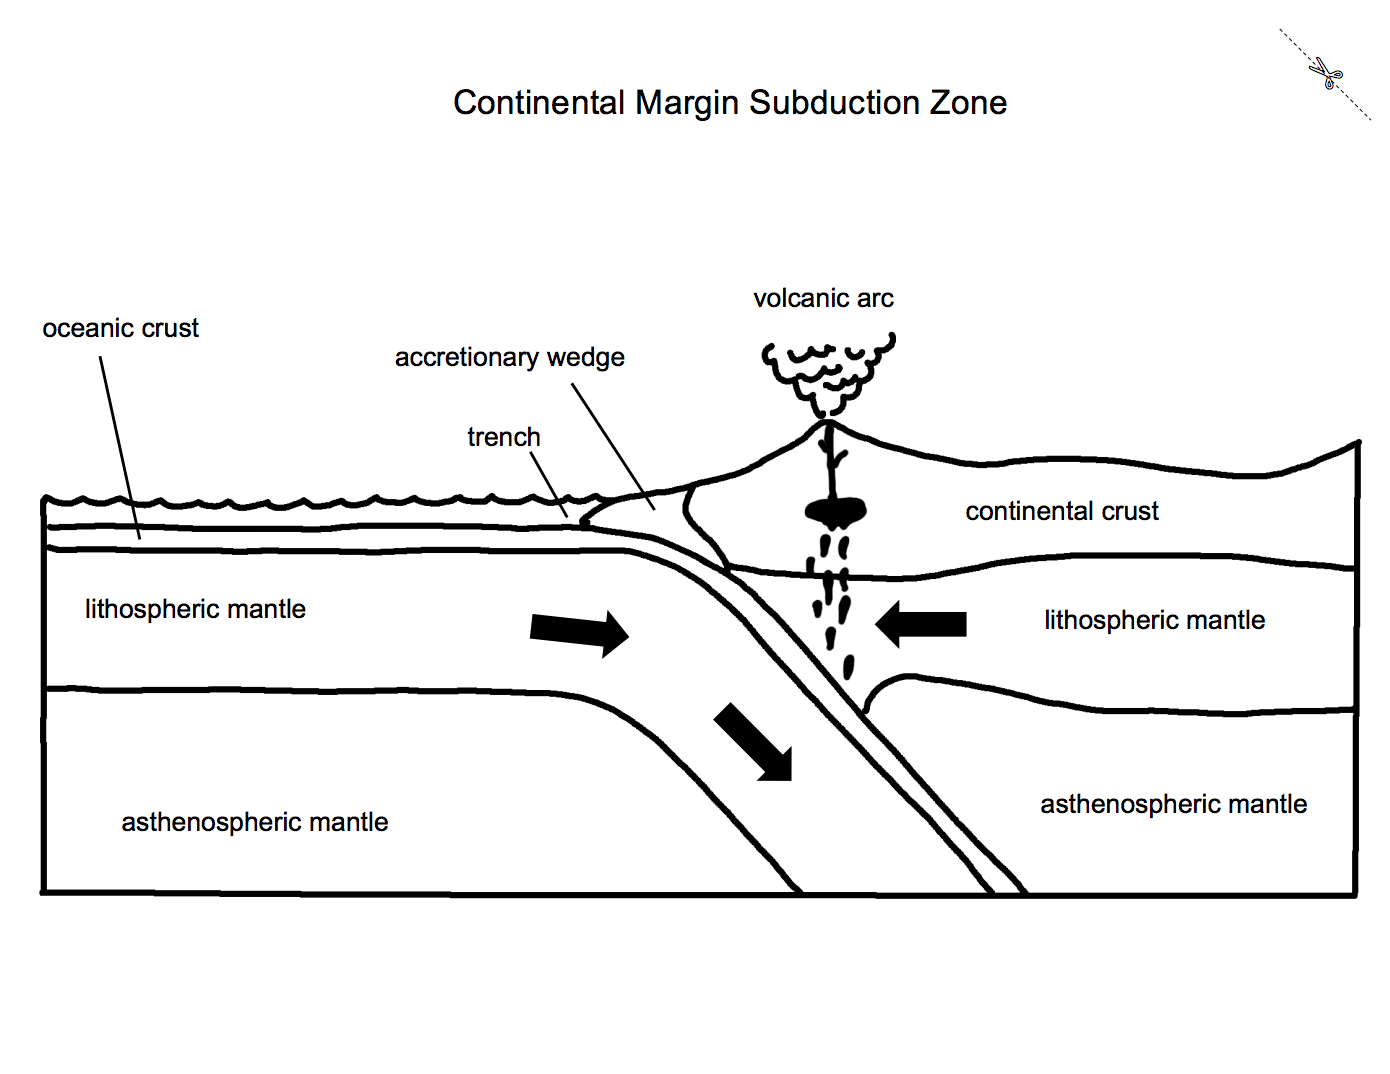 Continental Margin Subduction Zone
volcanic arc
oceanic crust
accretionary wedge
trench
continental crust
lithospheric mantle
lithospheric mantle
asthenospheric mantle
asthenospheric mantle